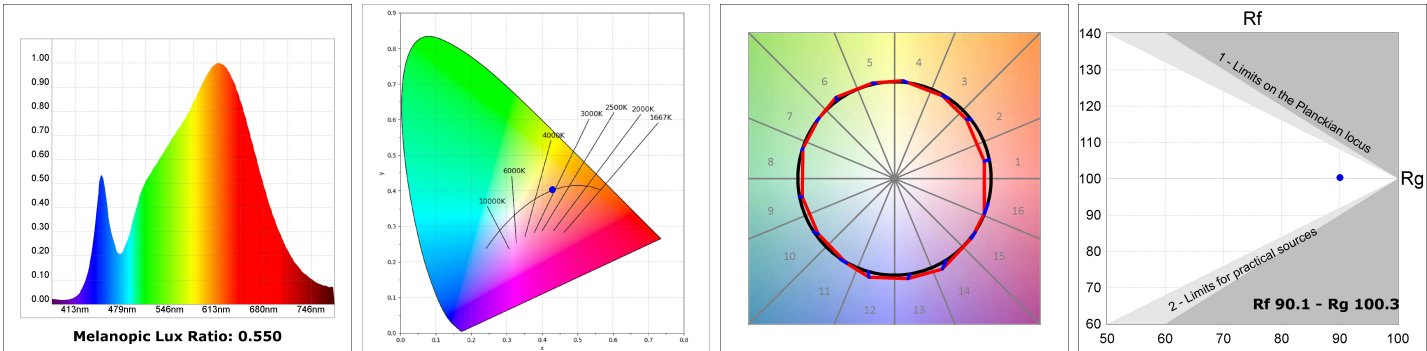 1.00
0.90
0.80
0.70
0.60
0.50
0.40
0.30
0.20
0.10
0.00
413nm 479nm 546nm 613nm 680nm 746nm
Melanopic Lux Ratio: 0.550
0.9
0.8
0.7
0.6
0.5
0.4
0.3
0.2
0.1
0.0
y
0.0 0.1 0.2 0.3 0.4 0.5 0.6 0.7 0.8
x
1667K
2000K
2500K
3000K
4000K
6000K
10000K
5 4
6 3
7 2
8 1
9 16
10 15
11 14
12 13
Rf
140
130
120
110
100
90
80
70
60
50 60 70 80 90 100
Rg
1 - Limits on the Planckian locus
2 - Limits for practical sources
Rf 90.1 - Rg 100.3